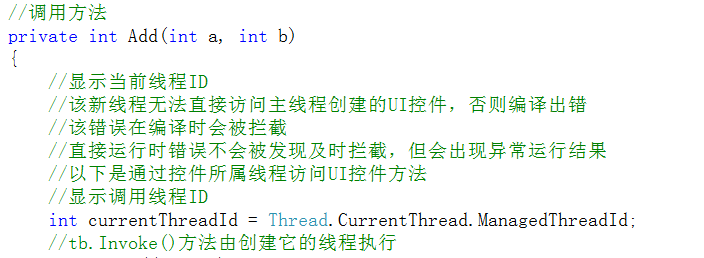 //调用方法
private int Add(int a, int b)
{
//显示当前线程ID
//该新线程无法直接访问主线程创建的UI控件，否则编译出错
//该错误在编译时会被拦截
//直接运行时错误不会被发现及时拦截，但会出现异常运行结果
//以下是通过控件所属线程访问UI控件方法
//显示调用线程ID
int currentThreadId = Thread.CurrentThread.ManagedThreadId;
//tb.Invoke()方法由创建它的线程执行